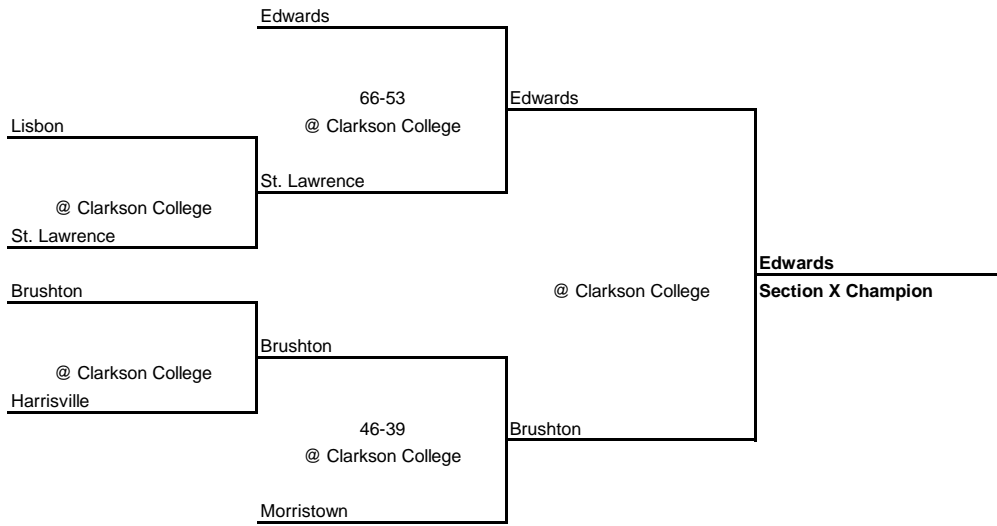 Edwards
66-53
Edwards
Lisbon
@ Clarkson College
St. Lawrence
@ Clarkson College
St. Lawrence
Edwards
Brushton
@ Clarkson College
Section X Champion
Brushton
@ Clarkson College
Harrisville
46-39
Brushton
@ Clarkson College
Morristown